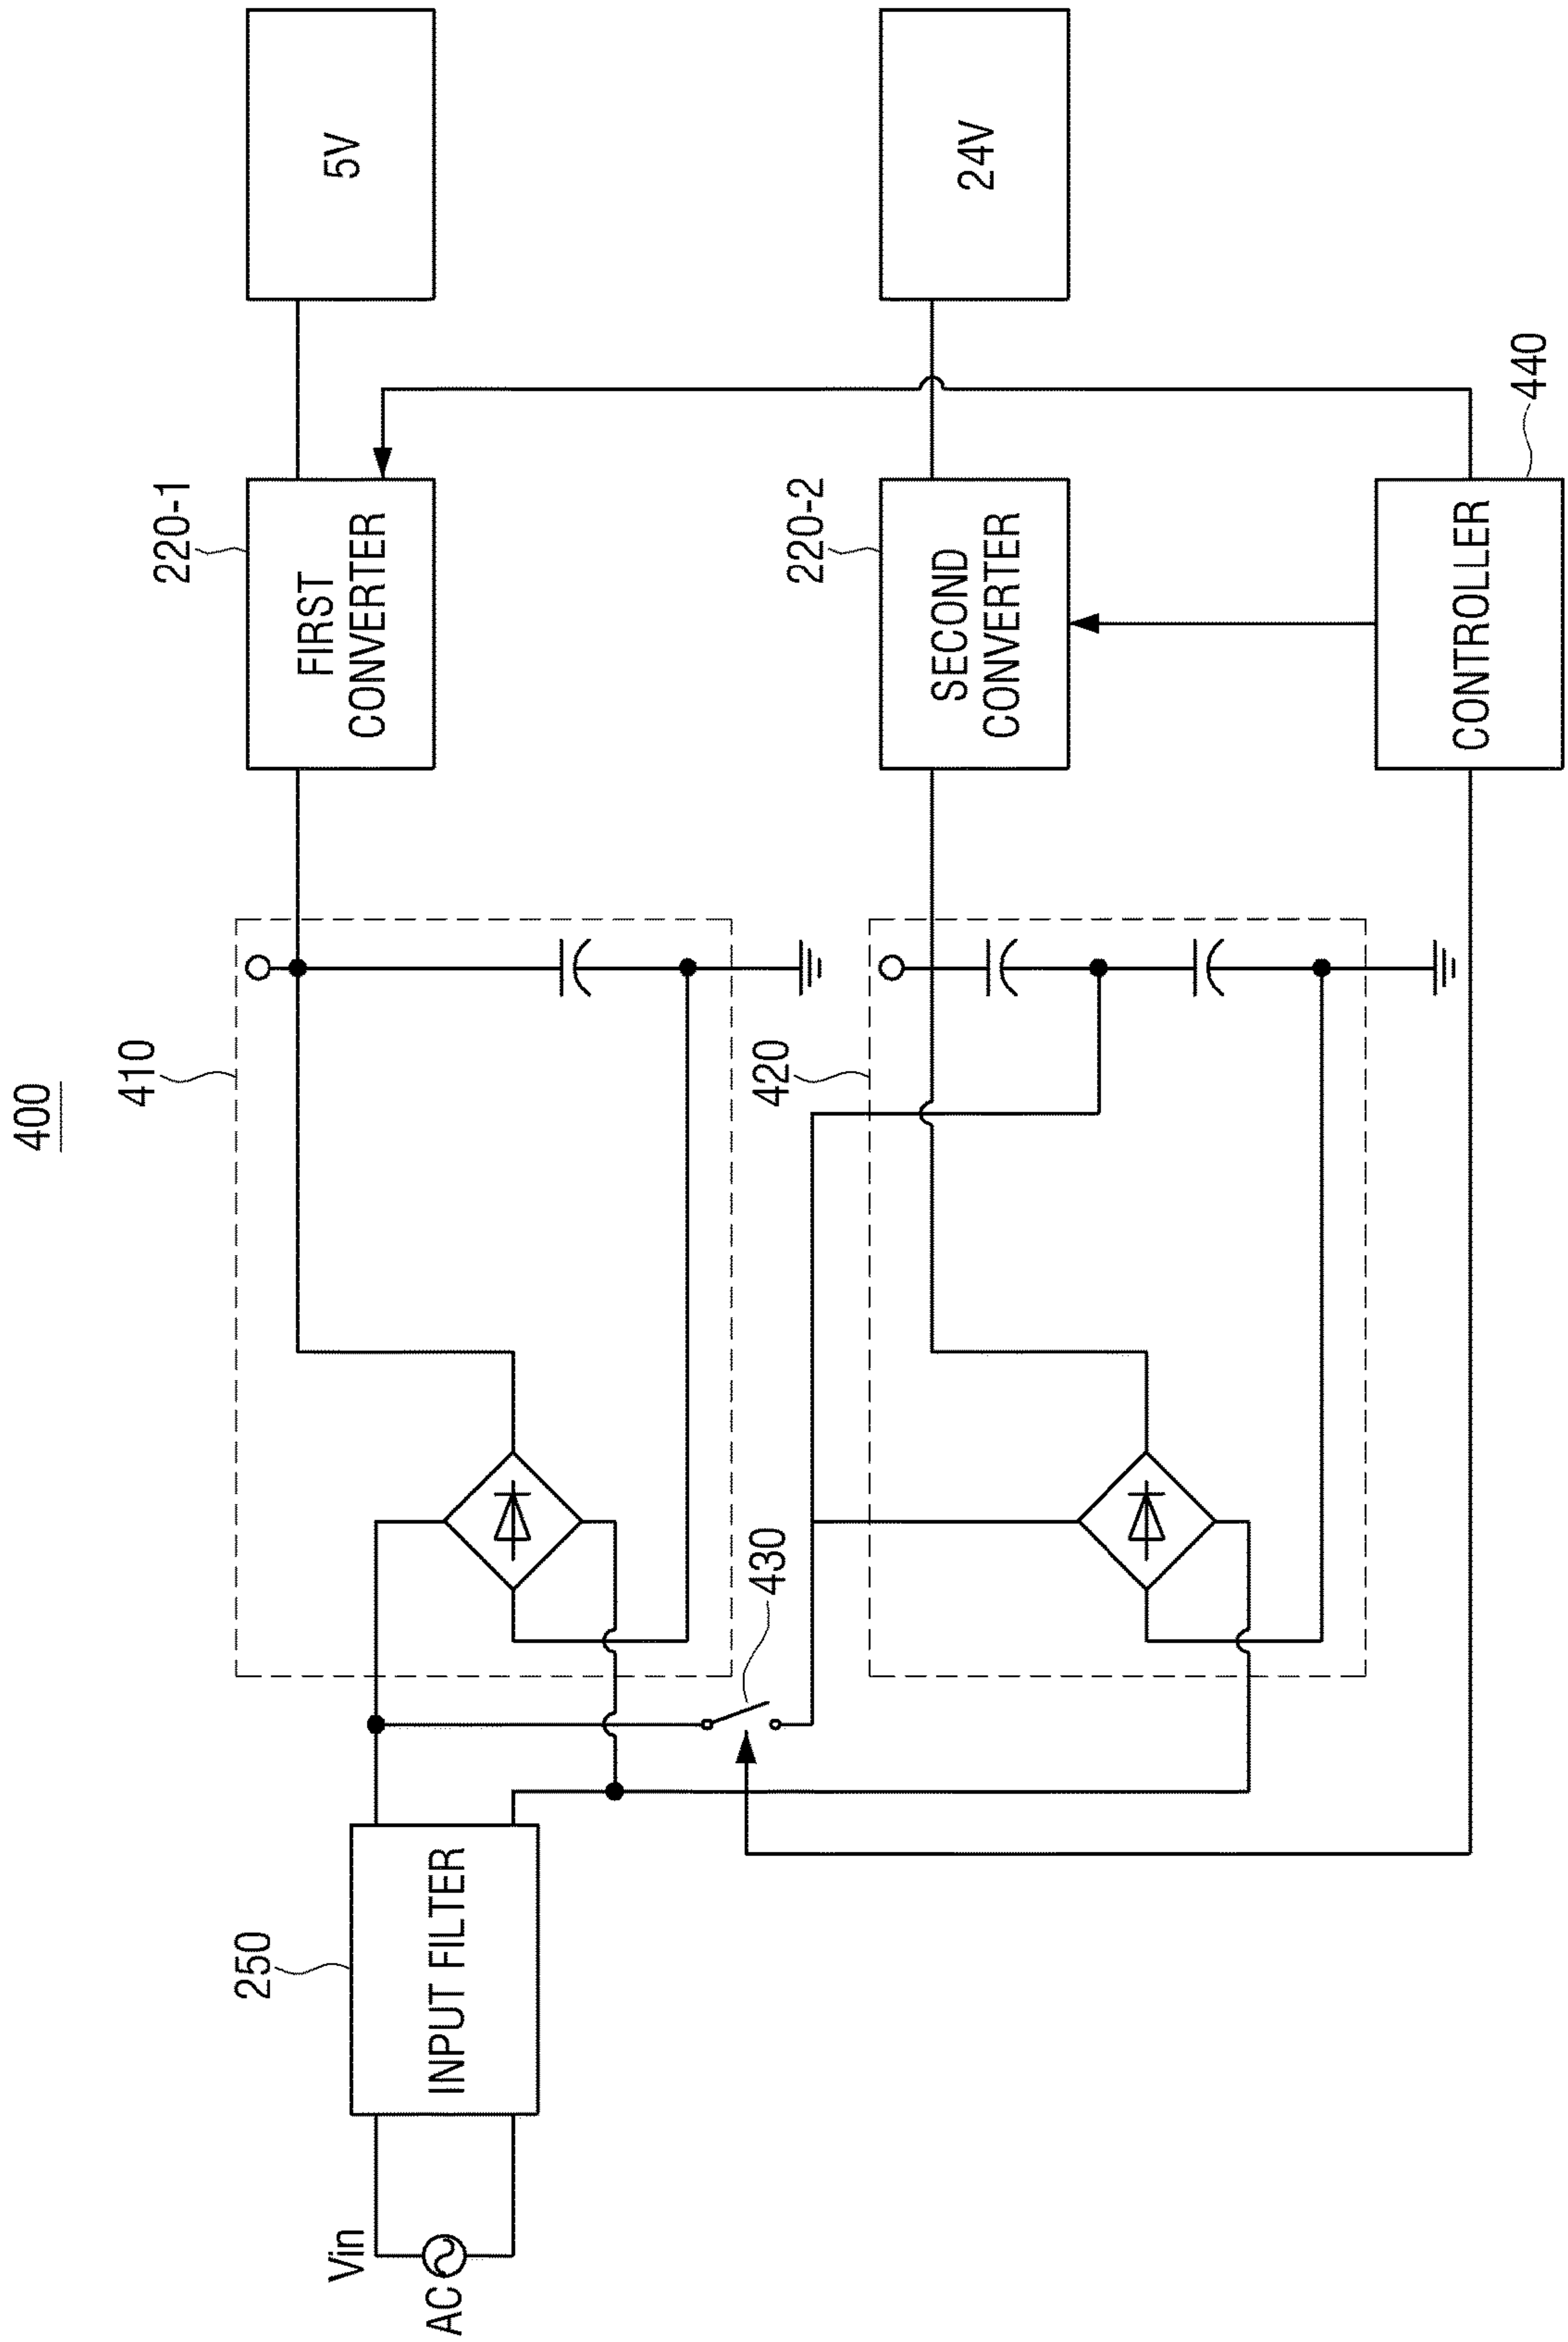 400
Vin
AC
250
INPUT FILTER
410
430
420
220-1
FIRST
CONVERTER
5V
220-2
SECOND
CONVERTER
24V
CONTROLLER
440